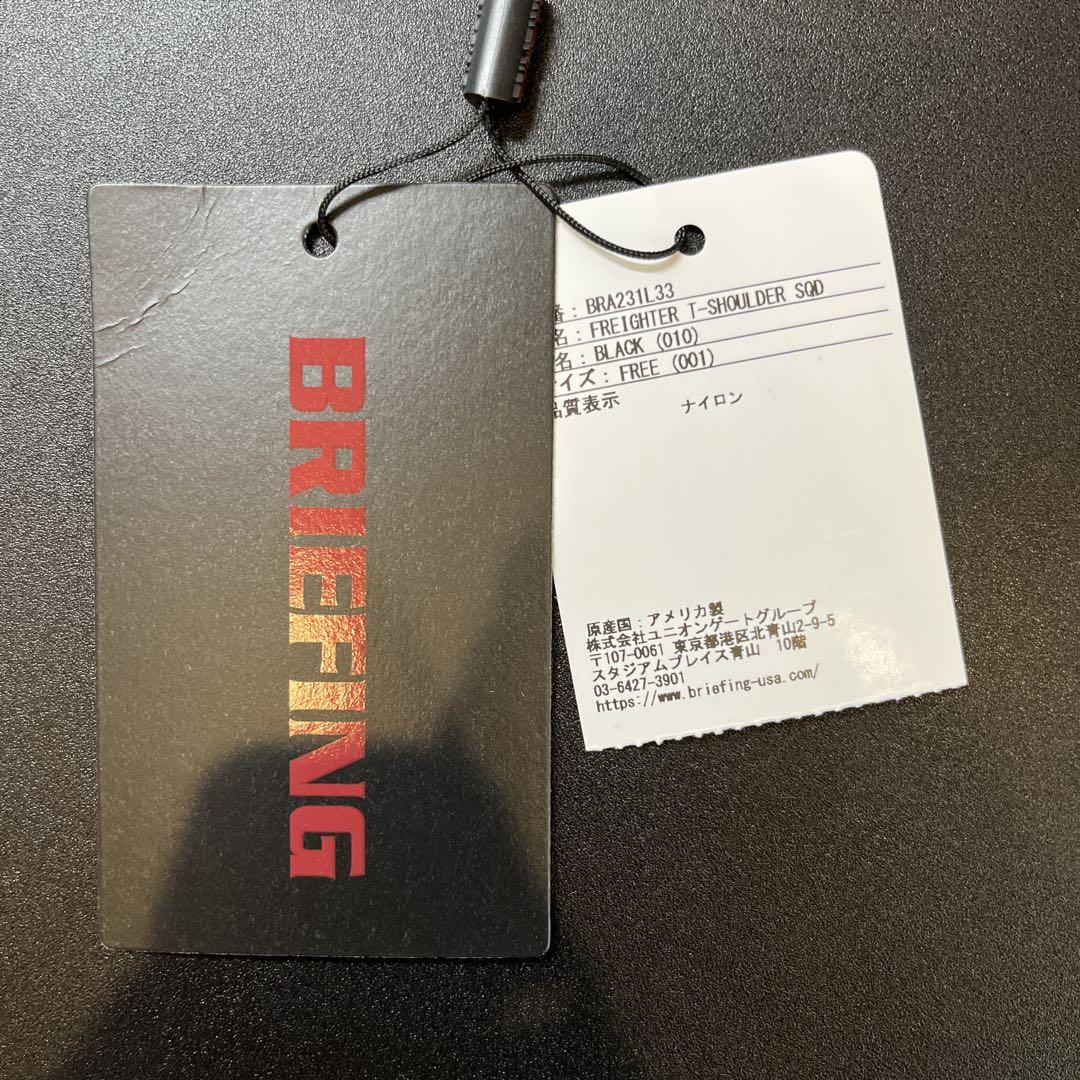 BRIEFING
番 : BRA231L33
名 : FREIGHTER T-SHOULDER SQD
名 : BLACK (010)
イズ : FREE (001)
品質表示 ナイロン
原産国 : アメリカ製
株式会社ユニオンゲートグループ
〒107-0061 東京都港区北青山2-9-5
スタジアムプレイス青山 10階
03-6427-3901
https://www.briefing-usa.com/